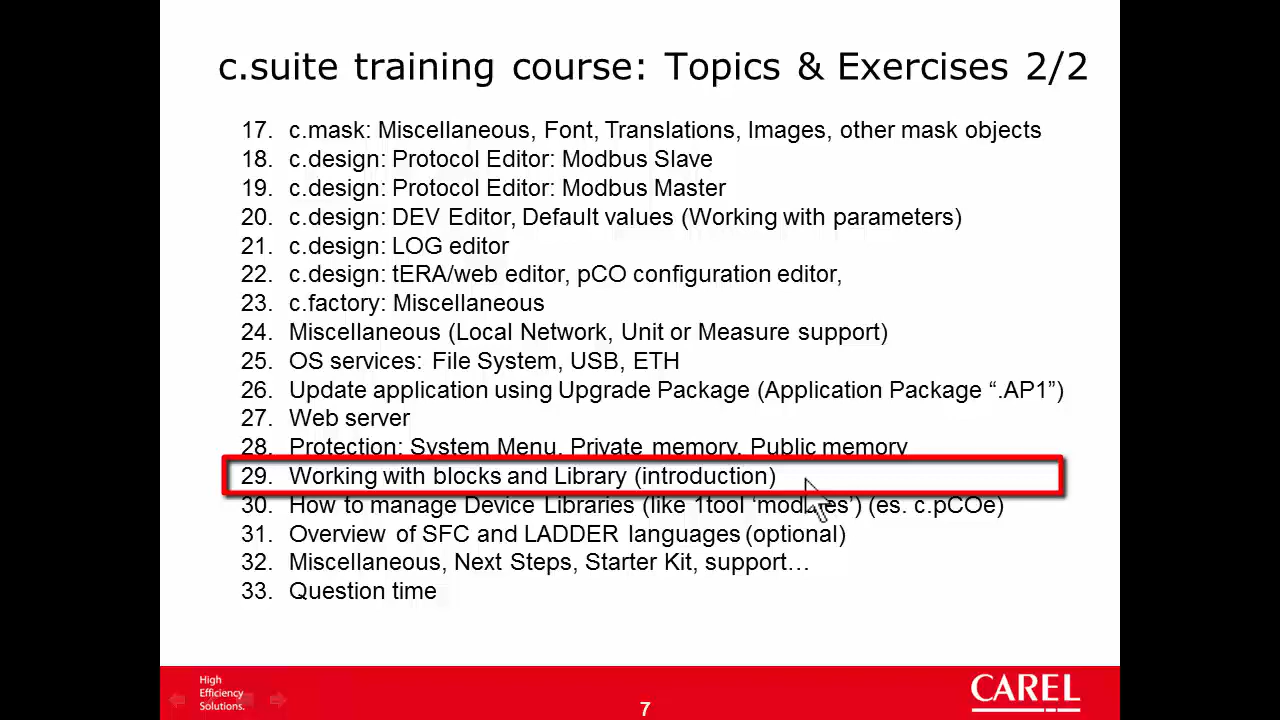 c.suite training course: Topics & Exercises 2/2
17. c.mask: Miscellaneous, Font, Translations, Images, other mask objects
18. c.design: Protocol Editor: Modbus Slave
19. c.design: Protocol Editor: Modbus Master
20. c.design: DEV Editor, Default values (Working with parameters)
21. c.design: LOG editor
22. c.design: tERA/web editor, pCO configuration editor,
23. c.factory: Miscellaneous
24. Miscellaneous (Local Network, Unit or Measure support)
25. OS services: File System, USB, ETH
26. Update application using Upgrade Package (Application Package “.AP1”)
27. Web server
28. Protection: System Menu, Private memory, Public memory
29. Working with blocks and Library (introduction)
30. How to manage Device Libraries (like 1tool ‘modules’) (es. c.pCOe)
31. Overview of SFC and LADDER languages (optional)
32. Miscellaneous, Next Steps, Starter Kit, support…
33. Question time
High
Efficiency
Solutions.
7
CAREL